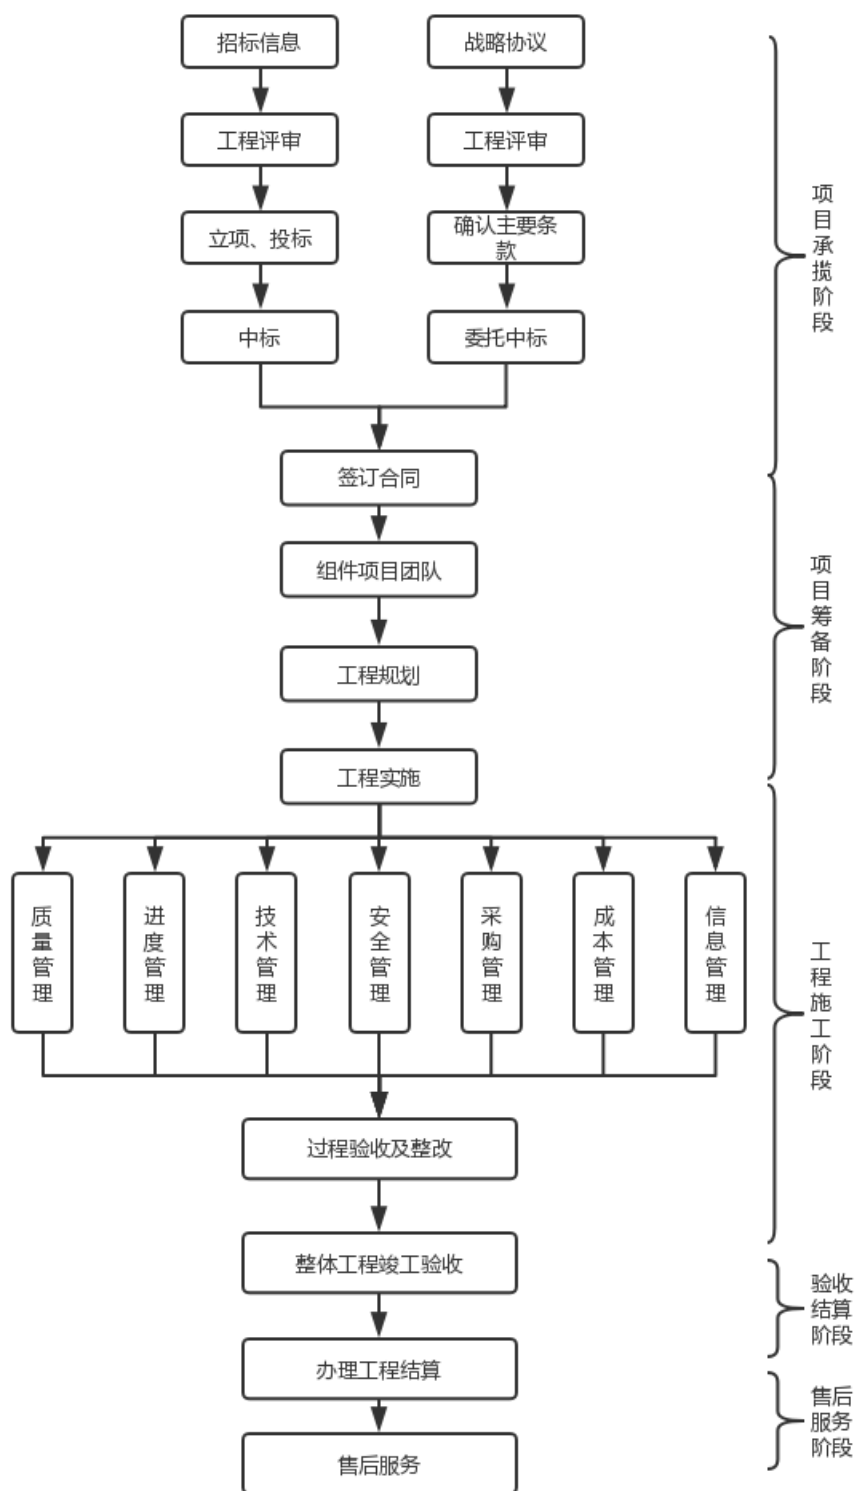 招标信息
战略协议
工程评审
工程评审
立项、投标
确认主要条
款
中标
委托中标
项
目
承
揽
阶
段
签订合同
组件项目团队
工程规划
工程实施
项
目
筹
备
阶
段
质
量
管
理
进
度
管
理
技
术
管
理
安
全
管
理
采
购
管
理
成
本
管
理
信
息
管
理
过程验收及整改
工
程
施
工
阶
段
整体工程竣工验收
办理工程结算
验收
结算
阶段
售后服务
售后
服务
阶段